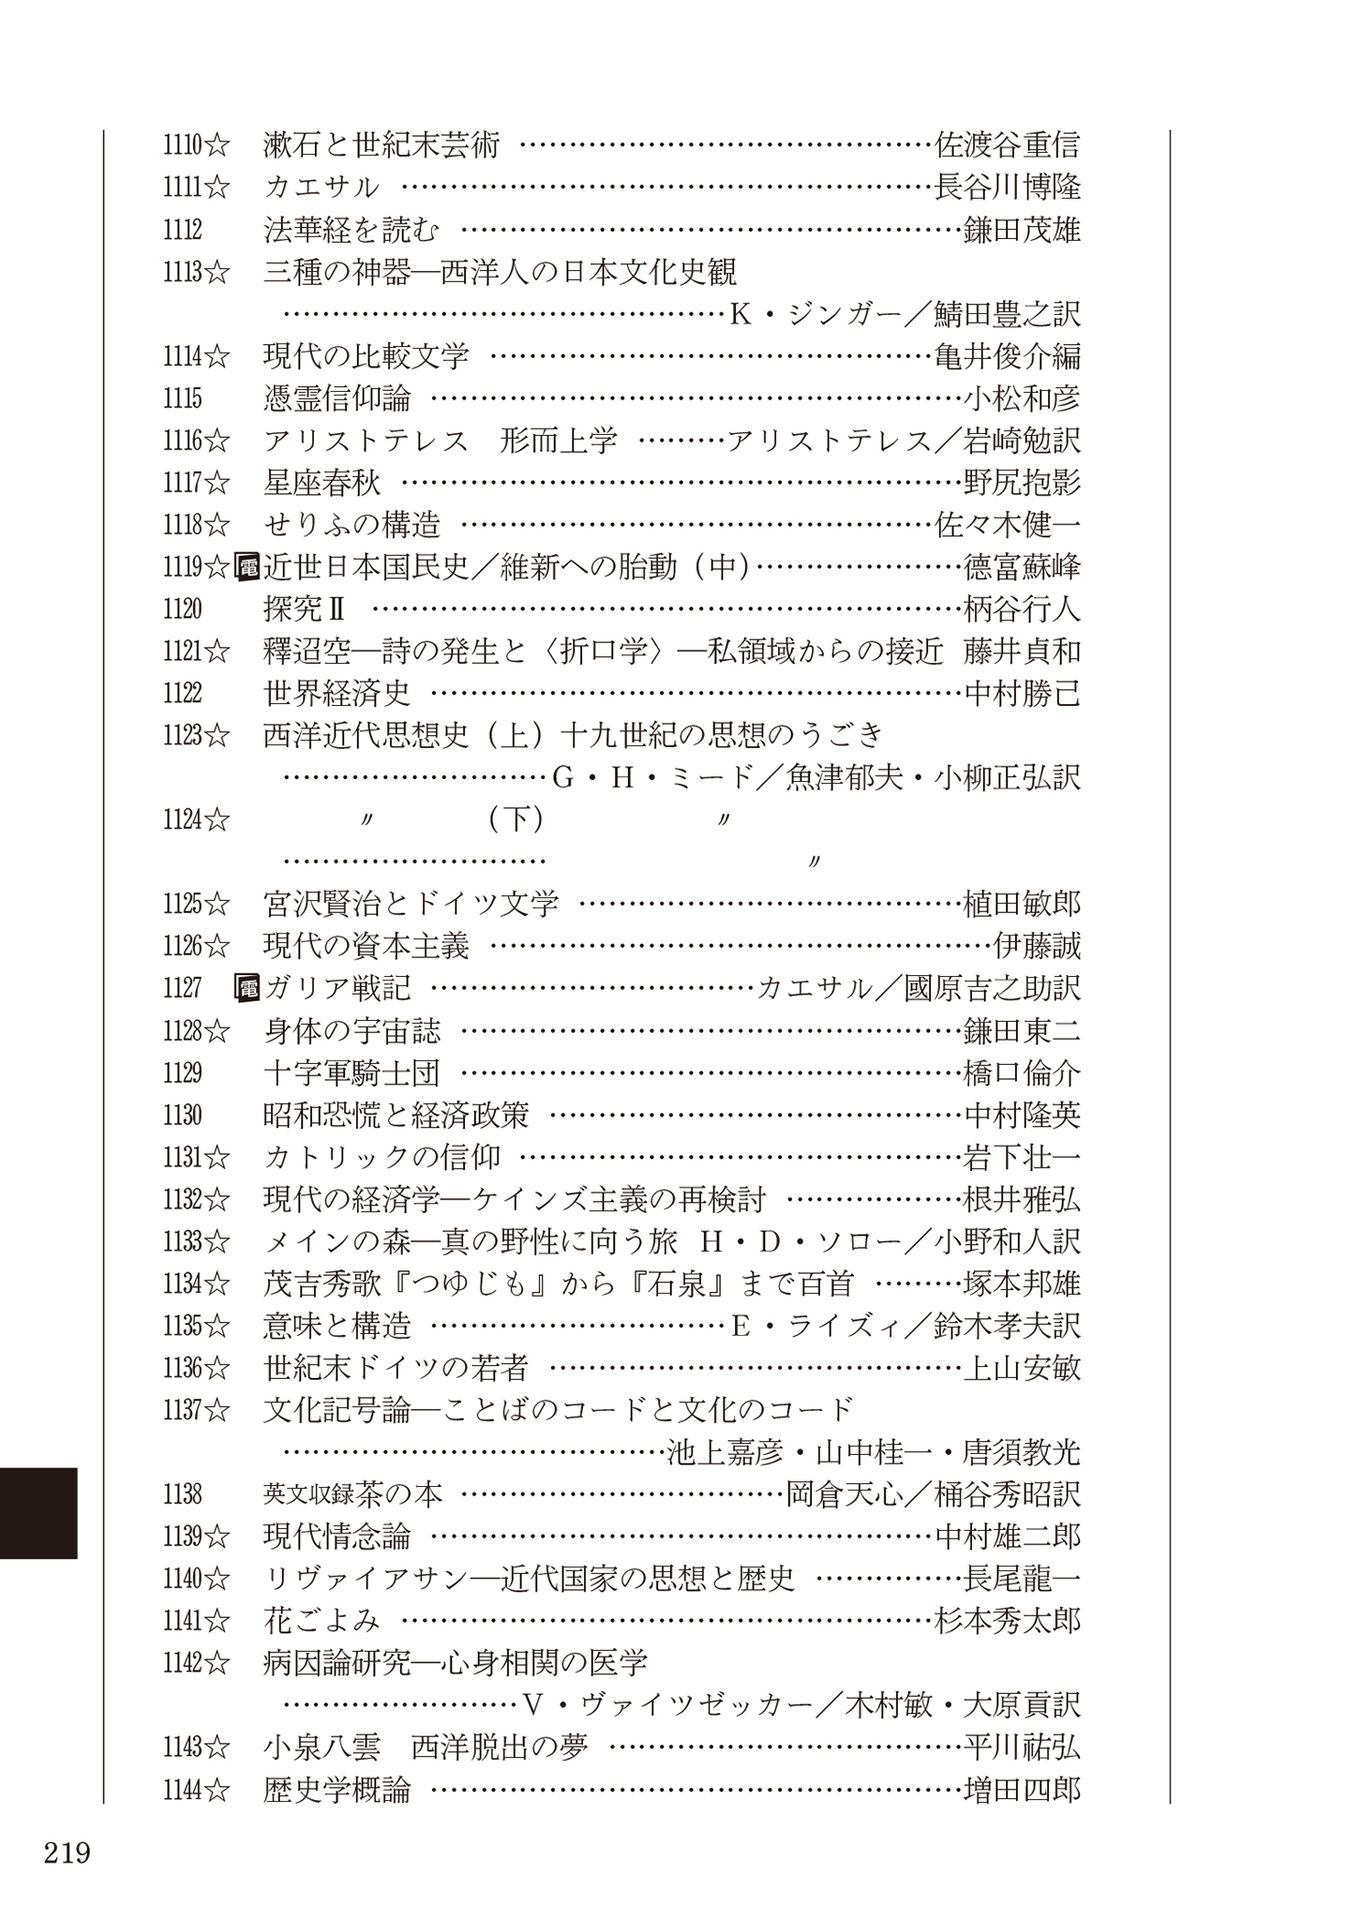 1110☆ 漱石と世紀末芸術 ……………………………………佐渡谷重信
1111☆ カエサル ………………………………………………長谷川博隆
1112 法華経を読む ……………………………………………鎌田茂雄
1113☆ 三種の神器―西洋人の日本文化史観
………………………………………K・ジンガー／鯖田豊之訳
1114☆ 現代の比較文学 ………………………………………亀井俊介編
1115 憑霊信仰論 ………………………………………………小松和彦
1116☆ アリストテレス　形而上学 ………アリストテレス／岩崎勉訳
1117☆ 星座春秋 …………………………………………………野尻抱影
1118☆ せりふの構造 …………………………………………佐々木健一
1119☆電近世日本国民史／維新への胎動（中）…………………德富蘇峰
1120 探究Ⅱ ……………………………………………………柄谷行人
1121☆ 釋迢空―詩の発生と〈折口学〉―私領域からの接近 藤井貞和
1122 世界経済史 ………………………………………………中村勝己
1123☆ 西洋近代思想史（上）十九世紀の思想のうごき
………………………G・H・ミード／魚津郁夫・小柳正弘訳
1124☆ 〃 （下） 〃
……………………… 〃
1125☆ 宮沢賢治とドイツ文学 …………………………………植田敏郎
1126☆ 現代の資本主義 ……………………………………………伊藤誠
1127 電ガリア戦記 ……………………………カエサル／國原吉之助訳
1128☆ 身体の宇宙誌 ……………………………………………鎌田東二
1129 十字軍騎士団 ……………………………………………橋口倫介
1130 昭和恐慌と経済政策 ……………………………………中村隆英
1131☆ カトリックの信仰 ………………………………………岩下壮一
1132☆ 現代の経済学―ケインズ主義の再検討 ………………根井雅弘
1133☆ メインの森―真の野性に向う旅 H・D・ソロー／小野和人訳
1134☆ 茂吉秀歌『つゆじも』から『石泉』まで百首 ………塚本邦雄
1135☆ 意味と構造 …………………………E・ライズィ／鈴木孝夫訳
1136☆ 世紀末ドイツの若者 ……………………………………上山安敏
1137☆ 文化記号論―ことばのコードと文化のコード
…………………………………池上嘉彦・山中桂一・唐須教光
1138 英文収録茶の本 ……………………………岡倉天心／桶谷秀昭訳
1139☆ 現代情念論 ……………………………………………中村雄二郎
1140☆ リヴァイアサン―近代国家の思想と歴史 ……………長尾龍一
1141☆ 花ごよみ ………………………………………………杉本秀太郎
1142☆ 病因論研究―心身相関の医学
……………………V・ヴァイツゼッカー／木村敏・大原貢訳
1143☆ 小泉八雲　西洋脱出の夢 ………………………………平川祐弘
1144☆ 歴史学概論 ………………………………………………増田四郎
219